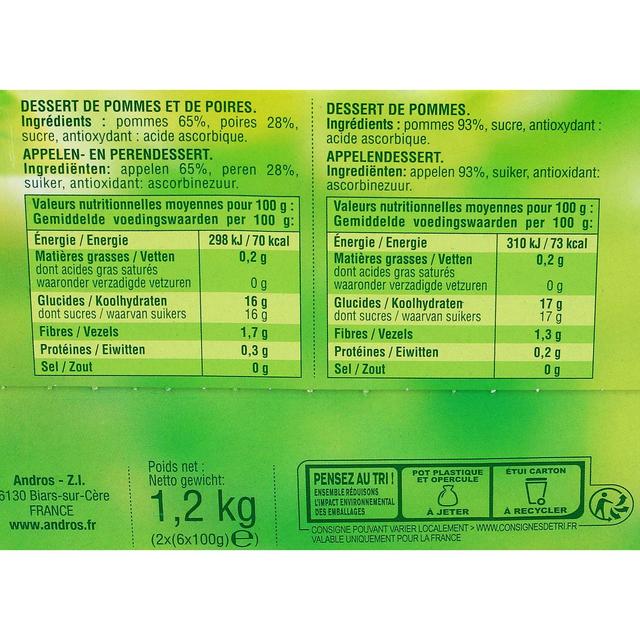 DESSERT DE POMMES ET DE POIRES.
Ingrédients : pommes 65%, poires 28%,
sucre, antioxydant : acide ascorbique.
APPELEN- EN PERENDESSERT.
Ingrediënten: appelen 65%, peren 28%,
suiker, antioxidant: ascorbinezuur.
Valeurs nutritionnelles moyennes pour 100 g :
Gemiddelde voedingswaarden per 100 g:
Énergie / Energie 298 kJ / 70 kcal
Matières grasses / Vetten 0,2 g
dont acides gras saturés
waaronder verzadigde vetzuren 0 g
Glucides / Koolhydraten 16 g
dont sucres / waarvan suikers 16 g
Fibres / Vezels 1,7 g
Protéines / Eiwitten 0,3 g
Sel / Zout 0 g
DESSERT DE POMMES.
Ingrédients : pommes 93%, sucre, antioxydant :
acide ascorbique.
APPELENDESSERT.
Ingrediënten: appelen 93%, suiker, antioxidant:
ascorbinezuur.
Valeurs nutritionnelles moyennes pour 100 g :
Gemiddelde voedingswaarden per 100 g:
Énergie / Energie 310 kJ / 73 kcal
Matières grasses / Vetten 0,2 g
dont acides gras saturés
waaronder verzadigde vetzuren 0 g
Glucides / Koolhydraten 17 g
dont sucres / waarvan suikers 17 g
Fibres / Vezels 1,3 g
Protéines / Eiwitten 0,2 g
Sel / Zout 0 g
Andros - Z.I.
6130 Biars-sur-Cère
FRANCE
www.andros.fr
Poids net :
Netto gewicht:
1,2 kg
(2x(6x100g)e)
PENSEZ AU TRI !
ENSEMBLE RÉDUISONS
L'IMPACT ENVIRONNEMENTAL
DES EMBALLAGES
POT PLASTIQUE
ET OPERCULE
À JETER
ÉTUI CARTON
À RECYCLER
CONSIGNE POUVANT VARIER LOCALEMENT > WWW.CONSIGNESDETRI.FR
VALABLE UNIQUEMENT POUR LA FRANCE